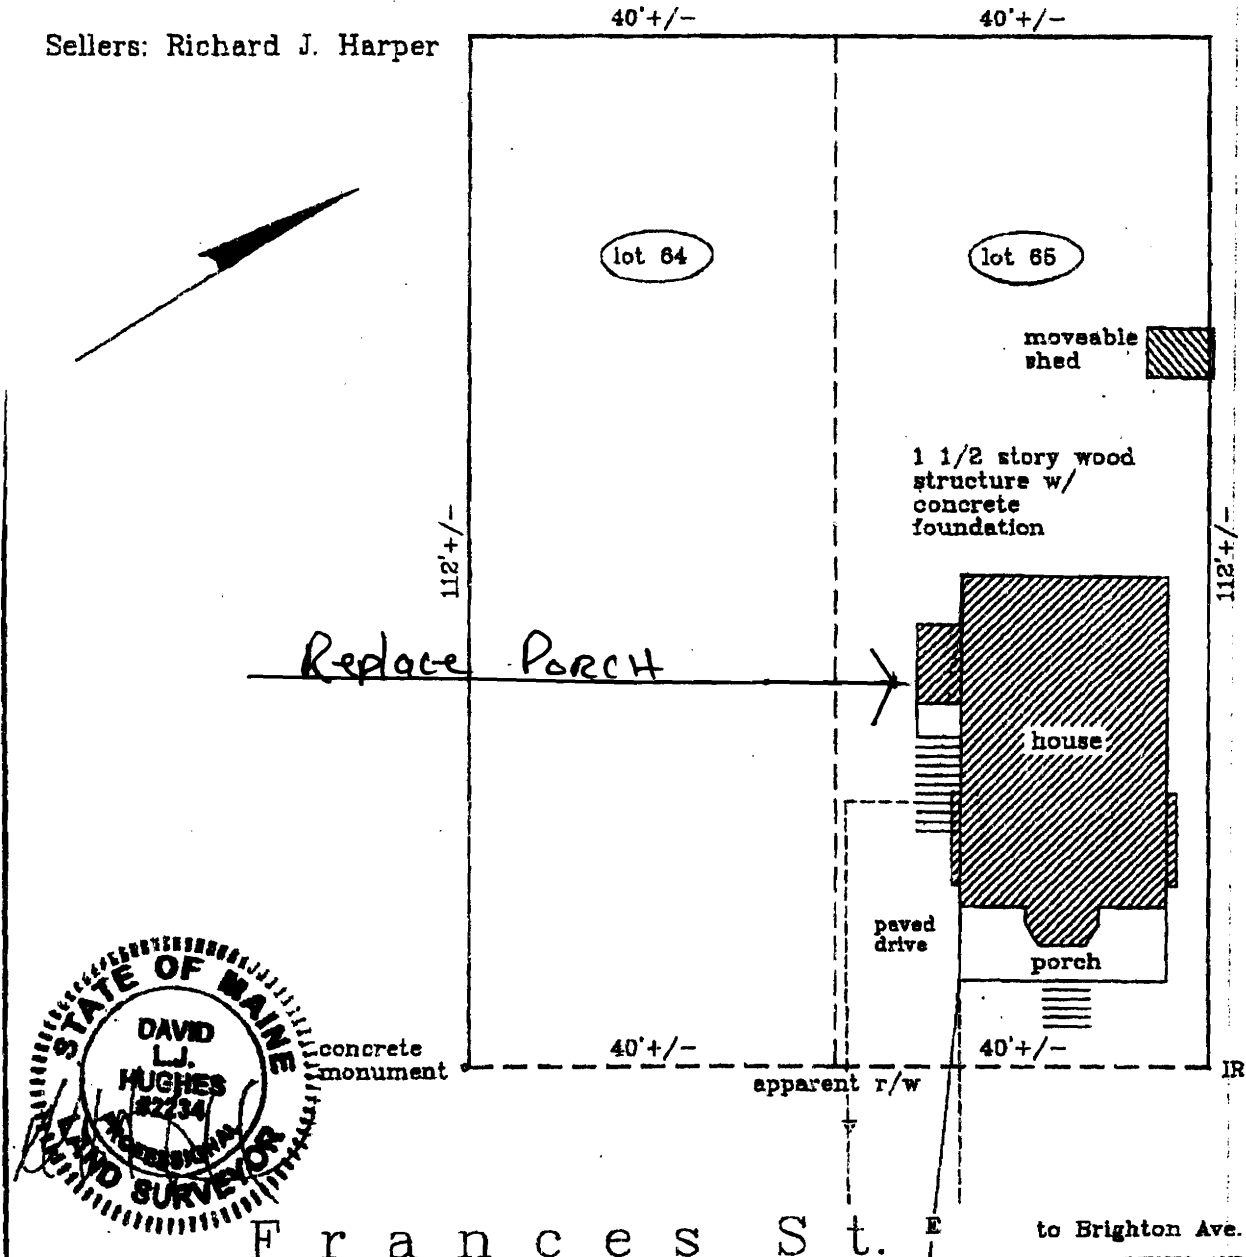 40'+/-
40'+/-
Sellers: Richard J. Harper
lot 64
lot 65
moveable
shed
1 1/2 story wood
structure w/
concrete
foundation
112'+/-
112'+/-
Replace Porch
house
paved
drive
porch
STATE OF MAINE
DAVID
L.J.
HUGHES
#2234
PROFESSIONAL
LAND SURVEYOR
concrete
monument
40'+/-
40'+/-
apparent r/w
IR
Frances St.
E
to Brighton Ave.